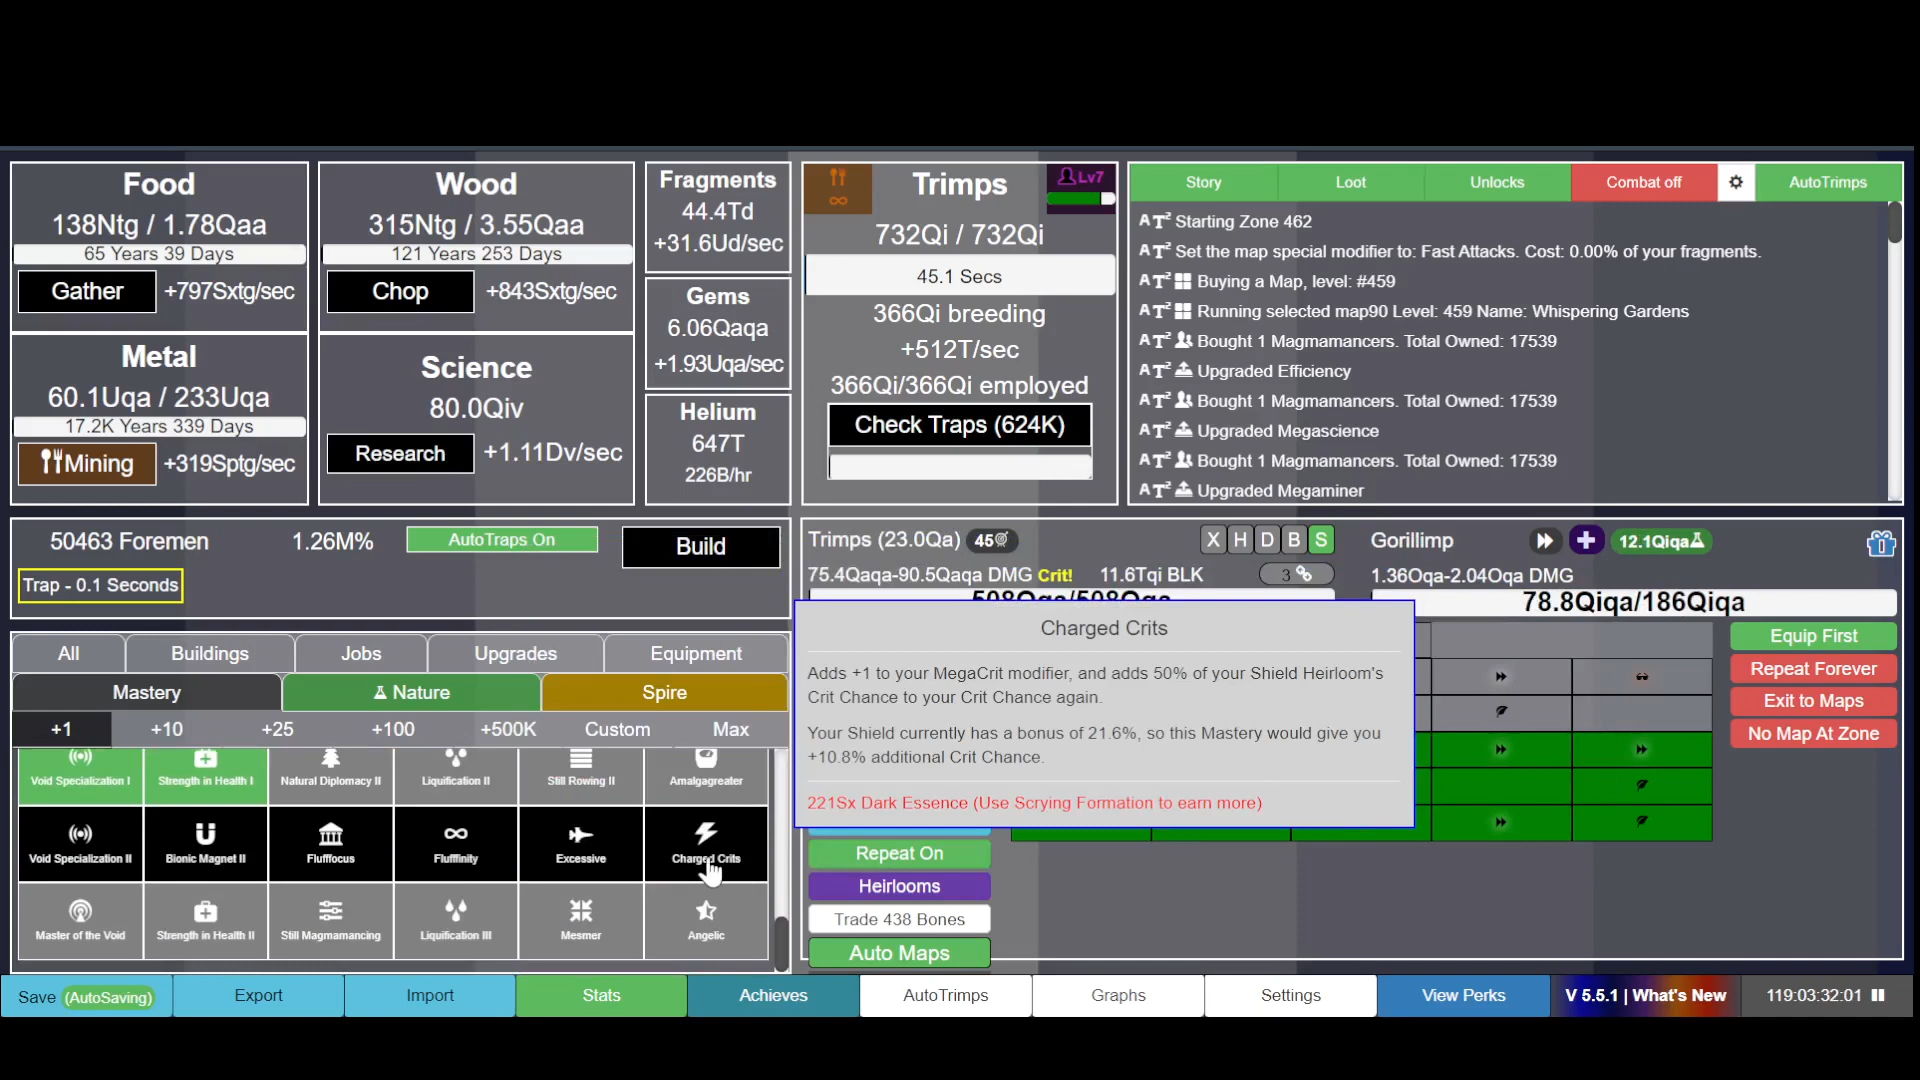 Food
138Ntg / 1.78Qaa
65 Years 39 Days
Gather +797Sxtg/sec
Wood
315Ntg / 3.55Qaa
121 Years 253 Days
Chop +843Sxtg/sec
Metal
60.1Uqa / 233Uqa
17.2K Years 339 Days
Mining +319Sptg/sec
Science
80.0Qiv
Research +1.11Dv/sec
Fragments
44.4Td
+31.6Ud/sec
Gems
6.06Qaqa
+1.93Uqa/sec
Helium
647T
226B/hr
Trimps
Lv7
732Qi / 732Qi
45.1 Secs
366Qi breeding
+512T/sec
366Qi/366Qi employed
Check Traps (624K)
Story Loot Unlocks Combat off AutoTrimps
AT² Starting Zone 462
AT² Set the map special modifier to: Fast Attacks. Cost: 0.00% of your fragments.
AT² Buying a Map, level: #459
AT² Running selected map90 Level: 459 Name: Whispering Gardens
AT² Bought 1 Magmamancers. Total Owned: 17539
AT² Upgraded Efficiency
AT² Bought 1 Magmamancers. Total Owned: 17539
AT² Upgraded Megascience
AT² Bought 1 Magmamancers. Total Owned: 17539
AT² Upgraded Megaminer
50463 Foremen 1.26M% AutoTraps On Build
Trap - 0.1 Seconds
All Buildings Jobs Upgrades Equipment
Mastery Nature Spire
+1 +10 +25 +100 +500K Custom Max
Void Specialization I Strength in Health I Natural Diplomacy II Liquification II Still Rowing II Amalgagreater
Void Specialization II Bionic Magnet II Flufffocus Fluffinity Excessive Charged Crits
Master of the Void Strength in Health II Still Magmamancing Liquification III Mesmer Angelic
Trimps (23.0Qa) 45 X H D B S
75.4Qaqa-90.5Qaqa DMG Crit! 11.6Tqi BLK 3
508Qqa/508Qqa
Gorillimp 12.1Qiqa
1.36Oqa-2.04Oqa DMG
78.8Qiqa/186Qiqa
Charged Crits
Adds +1 to your MegaCrit modifier, and adds 50% of your Shield Heirloom's
Crit Chance to your Crit Chance again.
Your Shield currently has a bonus of 21.6%, so this Mastery would give you
+10.8% additional Crit Chance.
221Sx Dark Essence (Use Scrying Formation to earn more)
Equip First
Repeat Forever
Exit to Maps
No Map At Zone
Repeat On
Heirlooms
Trade 438 Bones
Auto Maps
Save (AutoSaving) Export Import Stats Achieves AutoTrimps Graphs Settings View Perks V 5.5.1 | What's New 119:03:32:01